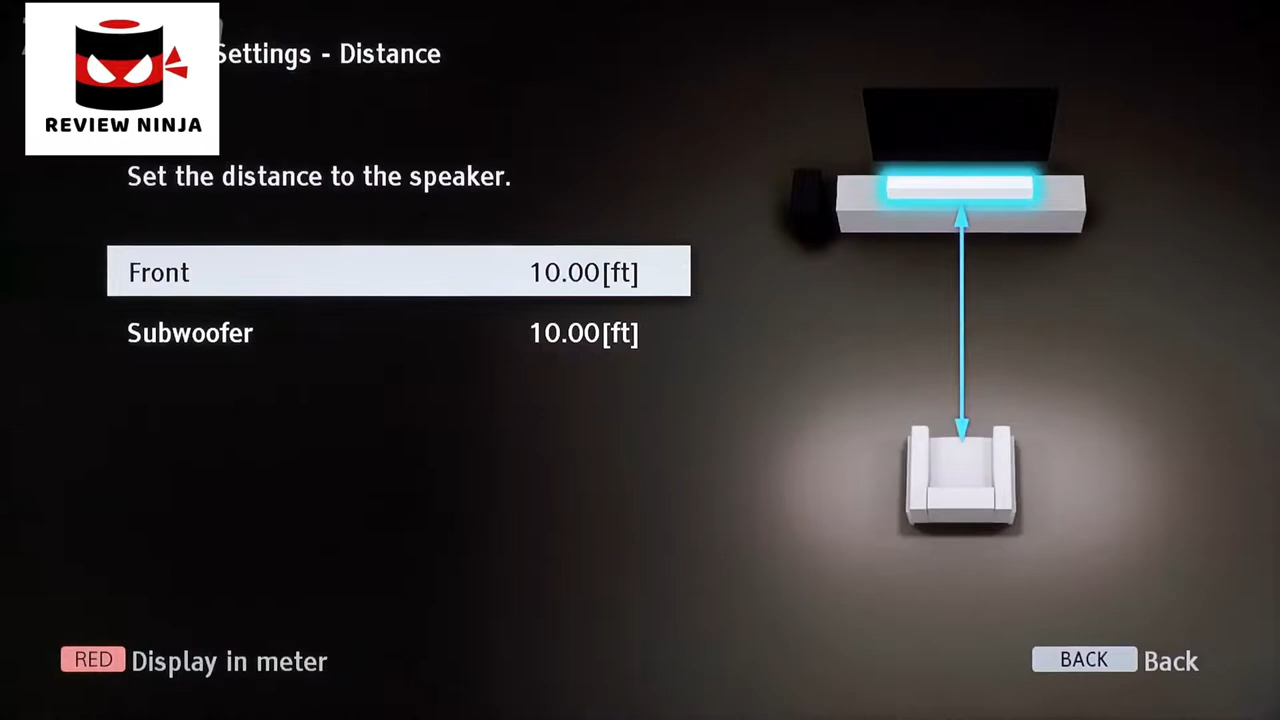 Settings - Distance
REVIEW NINJA
Set the distance to the speaker.
Front 10.00[ft]
Subwoofer 10.00[ft]
RED Display in meter
BACK Back